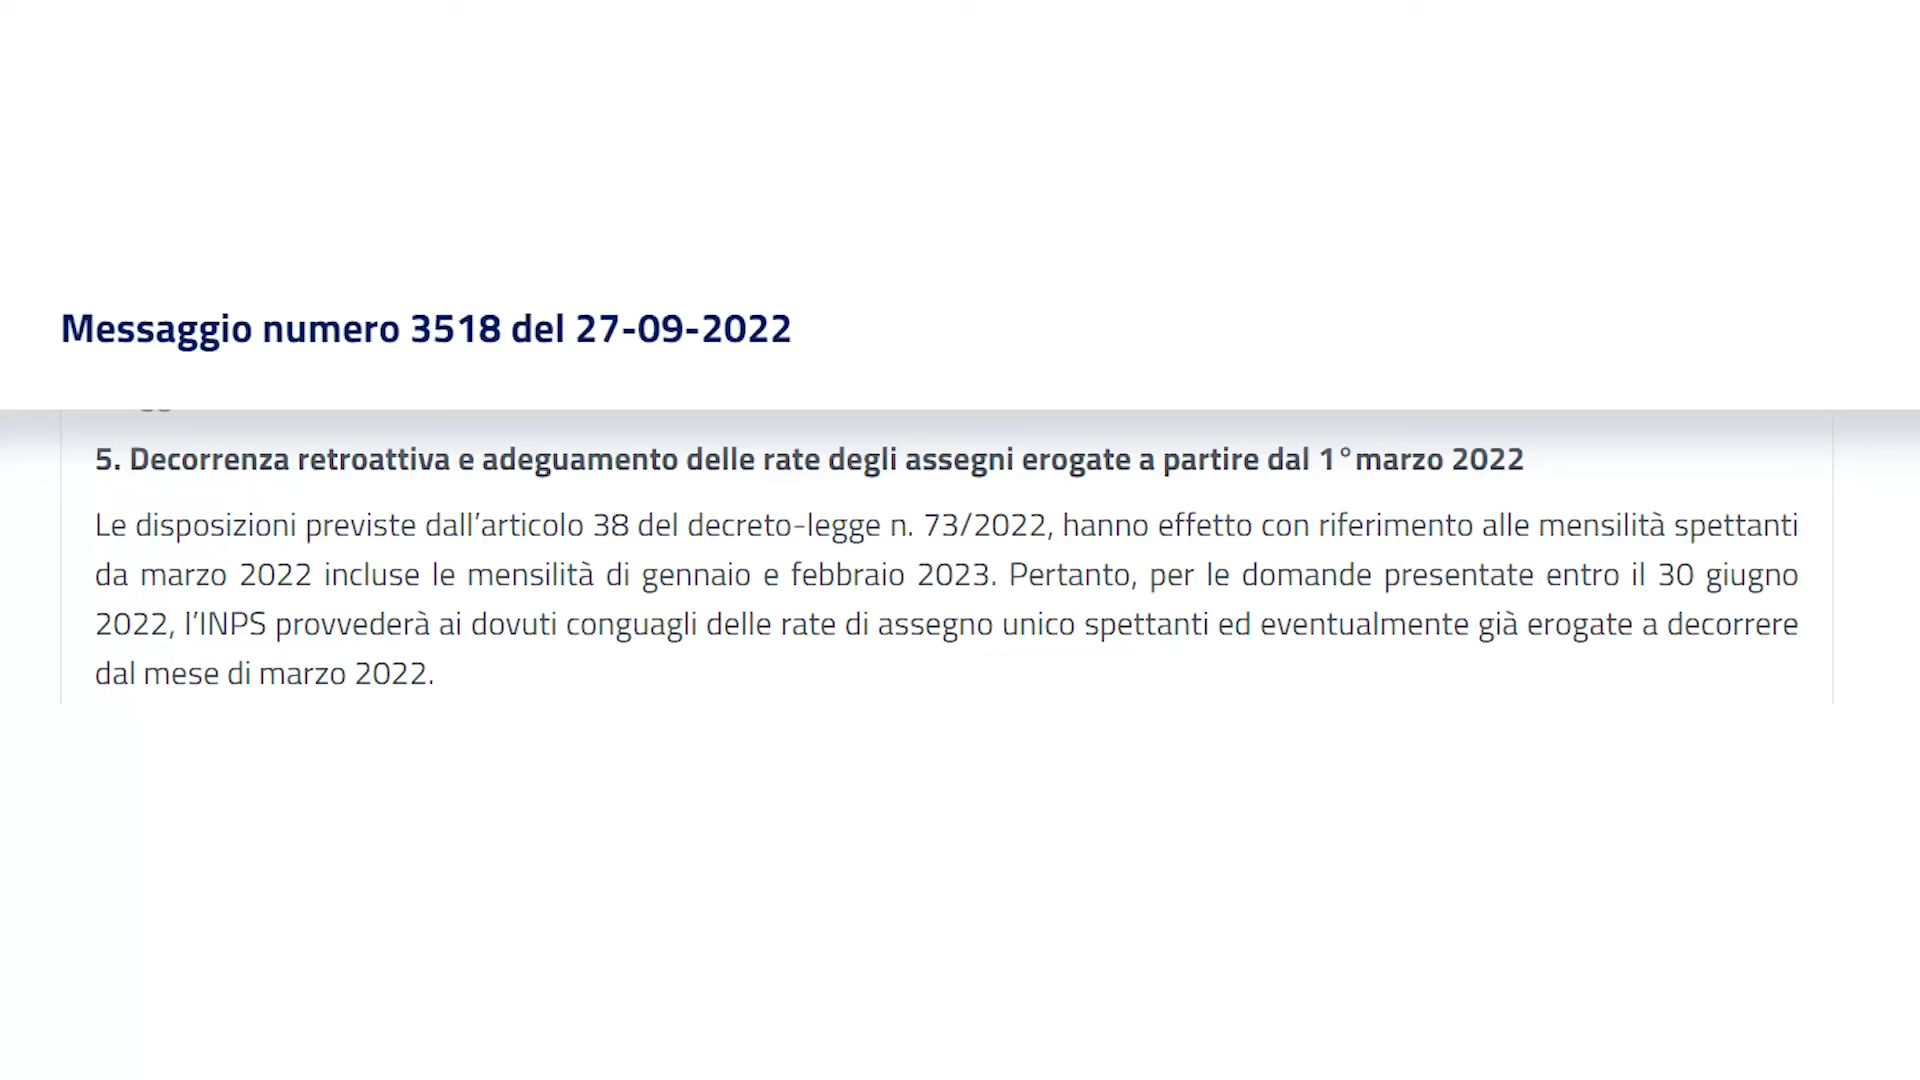 Messaggio numero 3518 del 27-09-2022
5. Decorrenza retroattiva e adeguamento delle rate degli assegni erogate a partire dal 1° marzo 2022
Le disposizioni previste dall’articolo 38 del decreto-legge n. 73/2022, hanno effetto con riferimento alle mensilità spettanti
da marzo 2022 incluse le mensilità di gennaio e febbraio 2023. Pertanto, per le domande presentate entro il 30 giugno
2022, l’INPS provvederà ai dovuti conguagli delle rate di assegno unico spettanti ed eventualmente già erogate a decorrere
dal mese di marzo 2022.